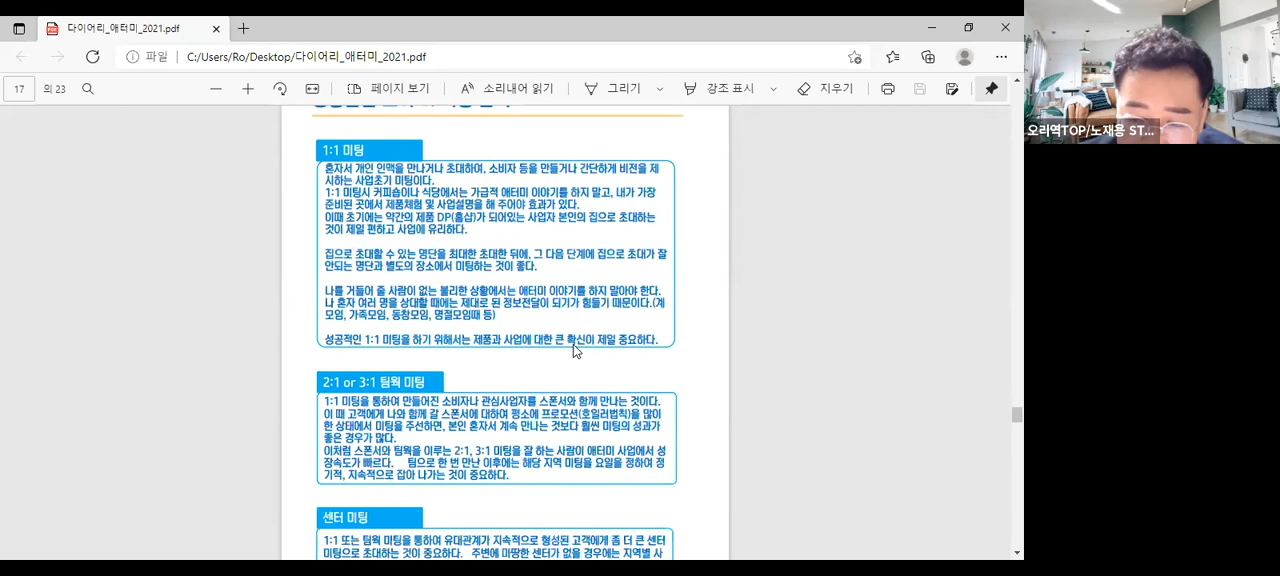 다이어리_애터미_2021.pdf
파일 C:/Users/Ro/Desktop/다이어리_애터미_2021.pdf
17 의 23 페이지 보기 소리내어 읽기 그리기 강조 표시 지우기
1:1 미팅
혼자서 개인 인맥을 만나거나 초대하여, 소비자 등을 만들거나 간단하게 비전을 제
시하는 사업초기 미팅이다.
1:1 미팅시 커피숍이나 식당에서는 가급적 애터미 이야기를 하지 말고, 내가 가장
준비된 곳에서 제품체험 및 사업설명을 해 주어야 효과가 있다.
이때 초기에는 약간의 제품 DP(홈샵)가 되어있는 사업자 본인의 집으로 초대하는
것이 제일 편하고 사업에 유리하다.
집으로 초대할 수 있는 명단을 최대한 초대한 뒤에, 그 다음 단계에 집으로 초대가 잘
안되는 명단과 별도의 장소에서 미팅하는 것이 좋다.
나를 거들어 줄 사람이 없는 불리한 상황에서는 애터미 이야기를 하지 말아야 한다.
나 혼자 여러 명을 상대할 때에는 제대로 된 정보전달이 되기가 힘들기 때문이다.(계
모임, 가족모임, 동창모임, 명절모임때 등)
성공적인 1:1 미팅을 하기 위해서는 제품과 사업에 대한 큰 확신이 제일 중요하다.
2:1 or 3:1 팀웍 미팅
1:1 미팅을 통하여 만들어진 소비자나 관심사업자를 스폰서와 함께 만나는 것이다.
이 때 고객에게 나와 함께 갈 스폰서에 대하여 평소에 프로모션(호일러법칙)을 많이
한 상태에서 미팅을 주선하면, 본인 혼자서 계속 만나는 것보다 훨씬 미팅의 성과가
좋은 경우가 많다.
이처럼 스폰서와 팀웍을 이루는 2:1, 3:1 미팅을 잘 하는 사람이 애터미 사업에서 성
장속도가 빠르다. 팀으로 한 번 만난 이후에는 해당 지역 미팅을 요일을 정하여 정
기적, 지속적으로 잡아 나가는 것이 중요하다.
센터 미팅
1:1 또는 팀웍 미팅을 통하여 유대관계가 지속적으로 형성된 고객에게 좀 더 큰 센터
미팅으로 초대하는 것이 중요하다. 주변에 마땅한 센터가 없을 경우에는 지역별 사
오리역TOP/노재용 ST...